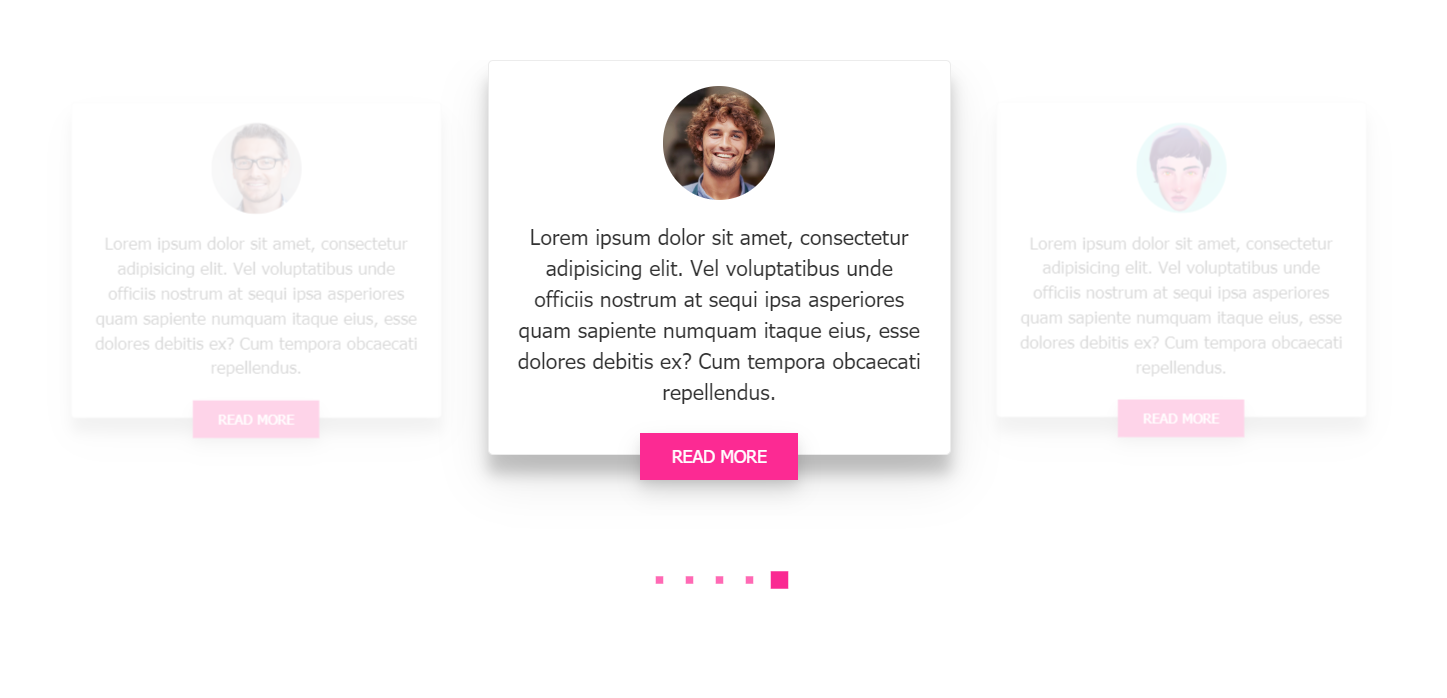 Lorem ipsum dolor sit amet, consectetur
adipisicing elit. Vel voluptatibus unde
officiis nostrum at sequi ipsa asperiores
quam sapiente numquam itaque eius, esse
dolores debitis ex? Cum tempora obcaecati
repellendus.
READ MORE
Lorem ipsum dolor sit amet, consectetur
adipisicing elit. Vel voluptatibus unde
officiis nostrum at sequi ipsa asperiores
quam sapiente numquam itaque eius, esse
dolores debitis ex? Cum tempora obcaecati
repellendus.
READ MORE
Lorem ipsum dolor sit amet, consectetur
adipisicing elit. Vel voluptatibus unde
officiis nostrum at sequi ipsa asperiores
quam sapiente numquam itaque eius, esse
dolores debitis ex? Cum tempora obcaecati
repellendus.
READ MORE